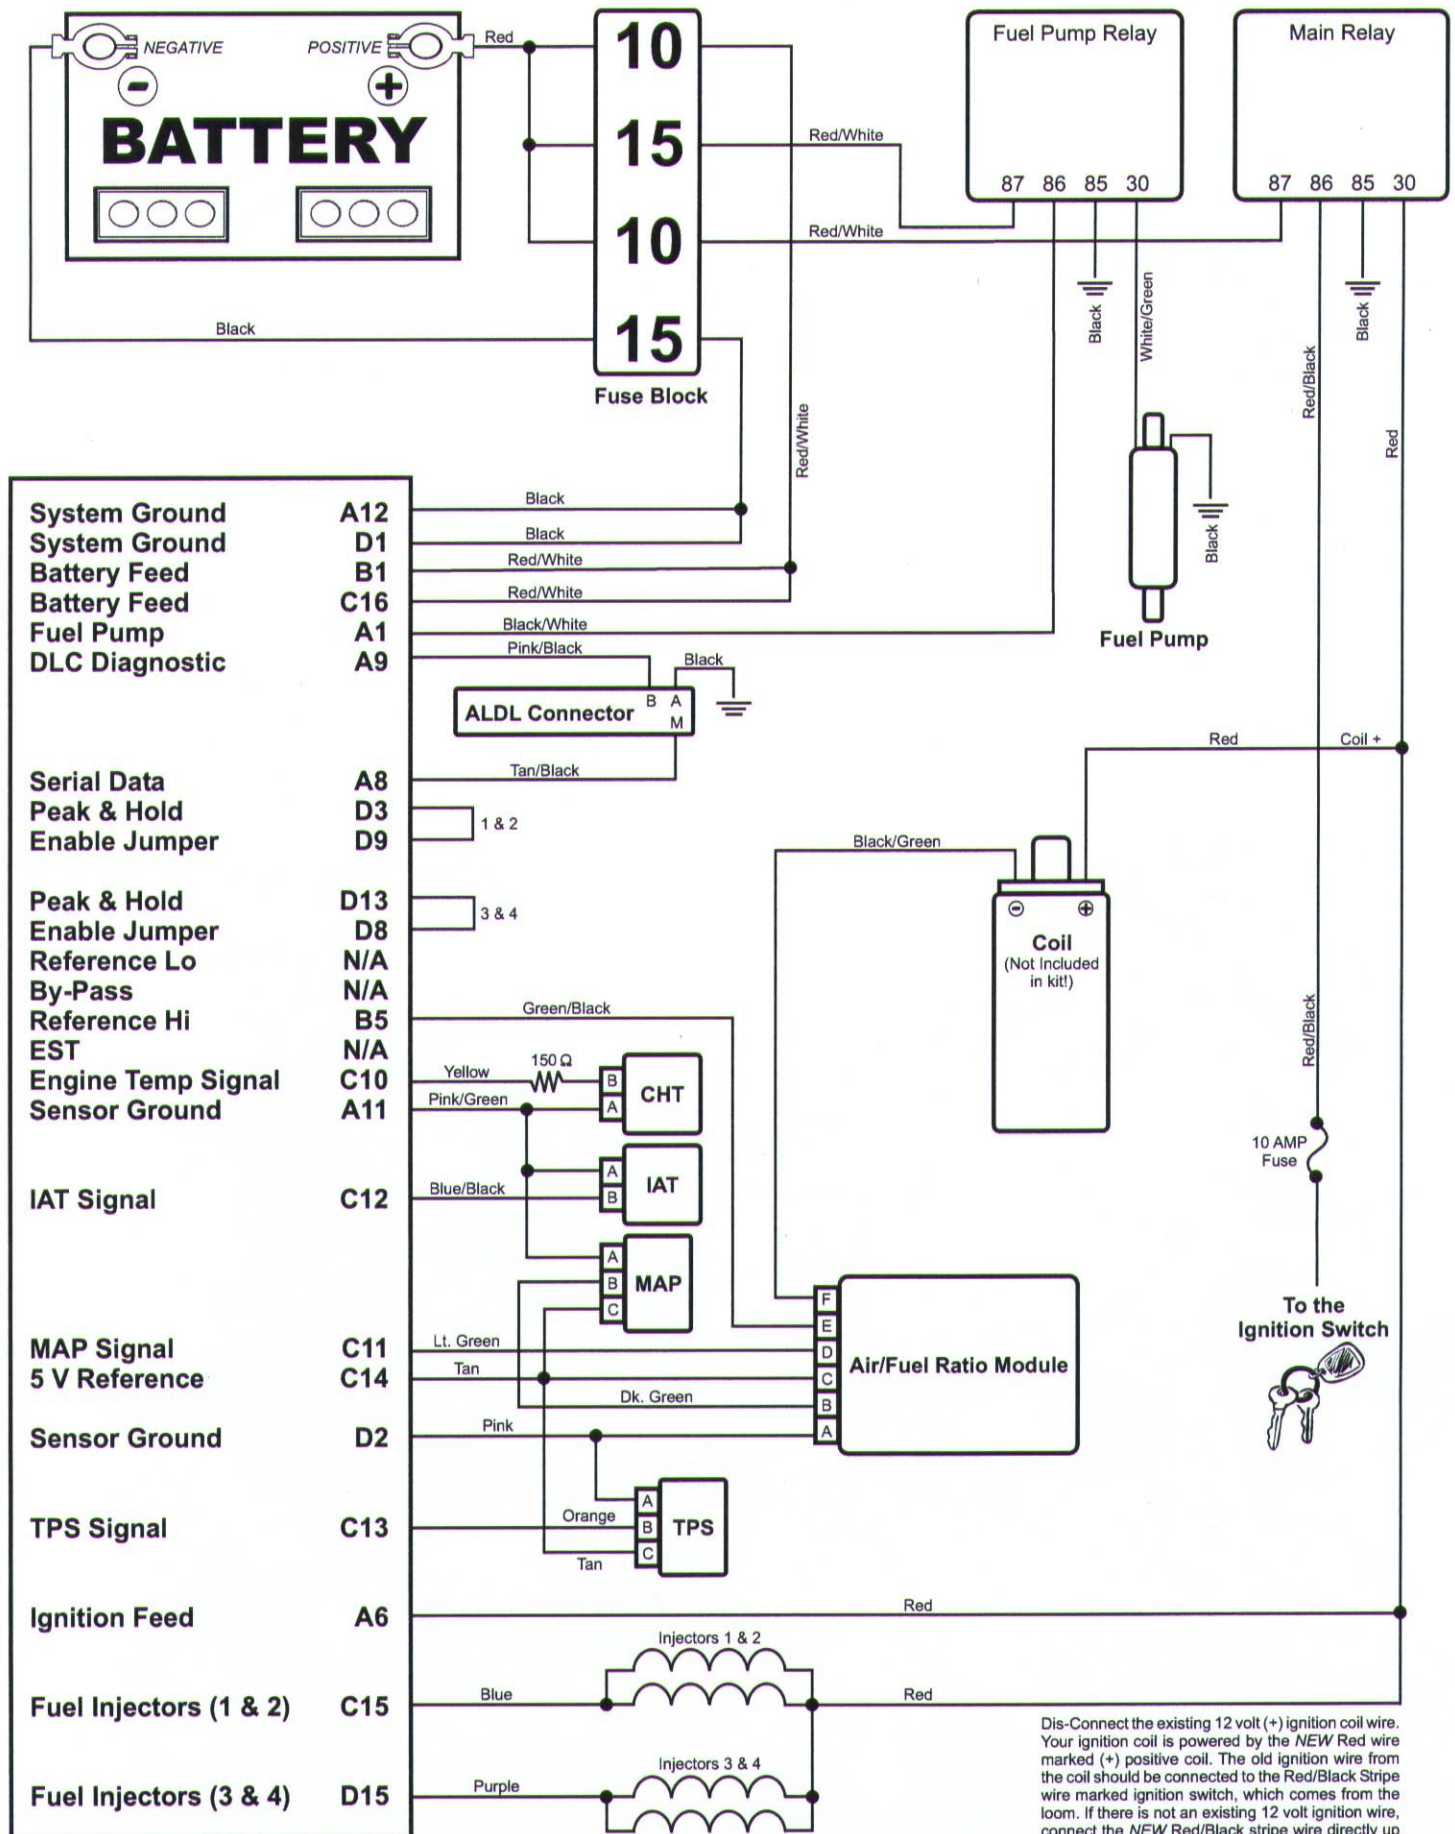 NEGATIVE
POSITIVE
Red
BATTERY
10
15
10
15
Fuse Block
Black
Red/White
Red/White
Red/White
Fuel Pump Relay
87 86 85 30
Main Relay
87 86 85 30
Black
White/Green
Black
Red/Black
Red
Black
Fuel Pump
System Ground A12 Black
System Ground D1 Black
Battery Feed B1 Red/White
Battery Feed C16 Red/White
Fuel Pump A1 Black/White
DLC Diagnostic A9 Pink/Black
Black
ALDL Connector B A
M
Red Coil +
Serial Data A8 Tan/Black
Peak & Hold D3
1 & 2
Enable Jumper D9
Black/Green
Peak & Hold D13
3 & 4
Enable Jumper D8
Coil
(Not Included
in kit!)
Reference Lo N/A
By-Pass N/A
Reference Hi B5 Green/Black
Red/Black
EST N/A
150 Ω
Engine Temp Signal C10 Yellow B
CHT
Sensor Ground A11 Pink/Green A
10 AMP
Fuse
A
IAT
IAT Signal C12 Blue/Black B
A
B
MAP
C
To the
Ignition Switch
F
E
D
C
B
A
Air/Fuel Ratio Module
MAP Signal C11 Lt. Green
5 V Reference C14 Tan
Dk. Green
Sensor Ground D2 Pink
A
TPS Signal C13 Orange B
TPS
Tan C
Ignition Feed A6 Red
Injectors 1 & 2
Fuel Injectors (1 & 2) C15 Blue Red
Injectors 3 & 4
Fuel Injectors (3 & 4) D15 Purple
Dis-Connect the existing 12 volt (+) ignition coil wire.
Your ignition coil is powered by the NEW Red wire
marked (+) positive coil. The old ignition wire from
the coil should be connected to the Red/Black Stripe
wire marked ignition switch, which comes from the
loom. If there is not an existing 12 volt ignition wire,
connect the NEW Red/Black stripe wire directly up